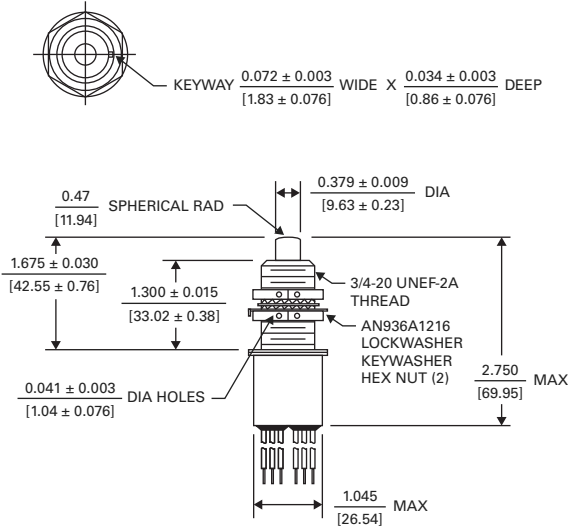 KEYWAY 0.072 ± 0.003 WIDE X 0.034 ± 0.003 DEEP
[1.83 ± 0.076] [0.86 ± 0.076]
0.379 ± 0.009 DIA
[9.63 ± 0.23]
0.47 SPHERICAL RAD
[11.94]
1.675 ± 0.030
[42.55 ± 0.76]
1.300 ± 0.015
[33.02 ± 0.38]
3/4-20 UNEF-2A
THREAD
AN936A1216
LOCKWASHER
KEYWASHER
HEX NUT (2)
2.750 MAX
[69.95]
0.041 ± 0.003 DIA HOLES
[1.04 ± 0.076]
1.045 MAX
[26.54]